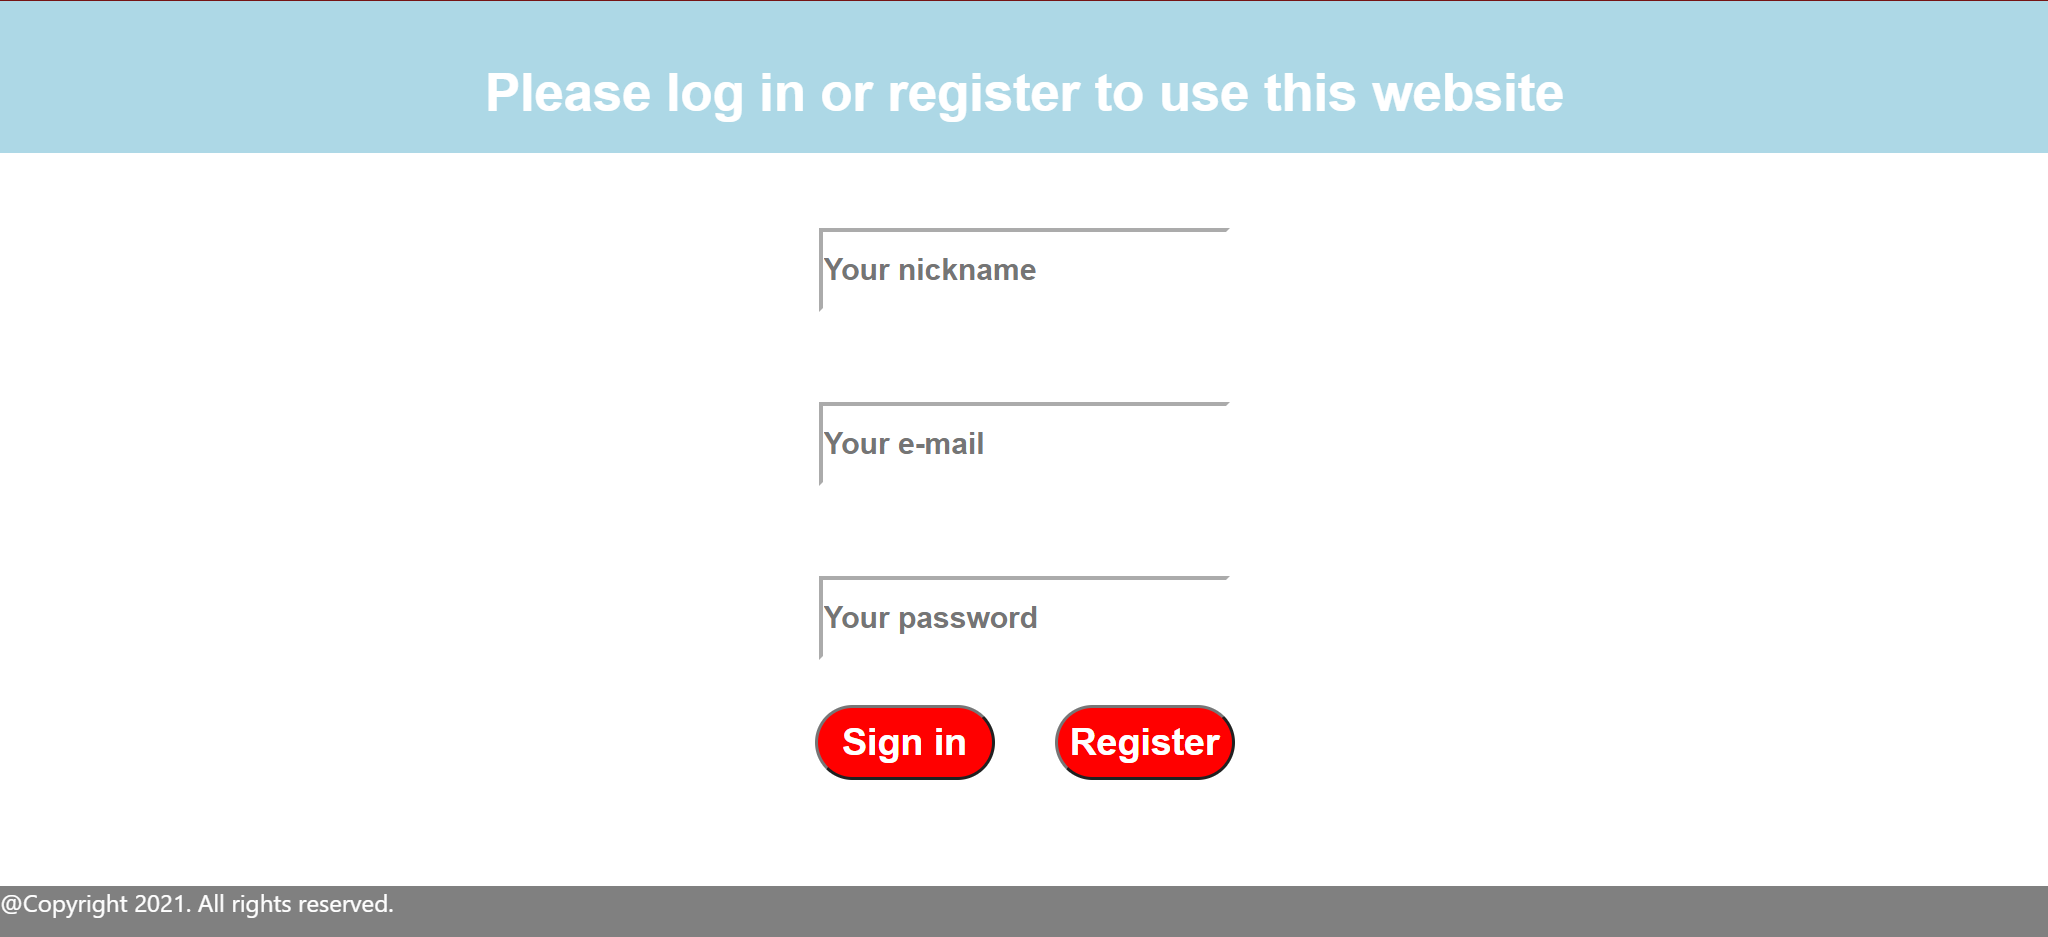 Please log in or register to use this website
Your nickname
Your e-mail
Your password
Sign in
Register
@Copyright 2021. All rights reserved.